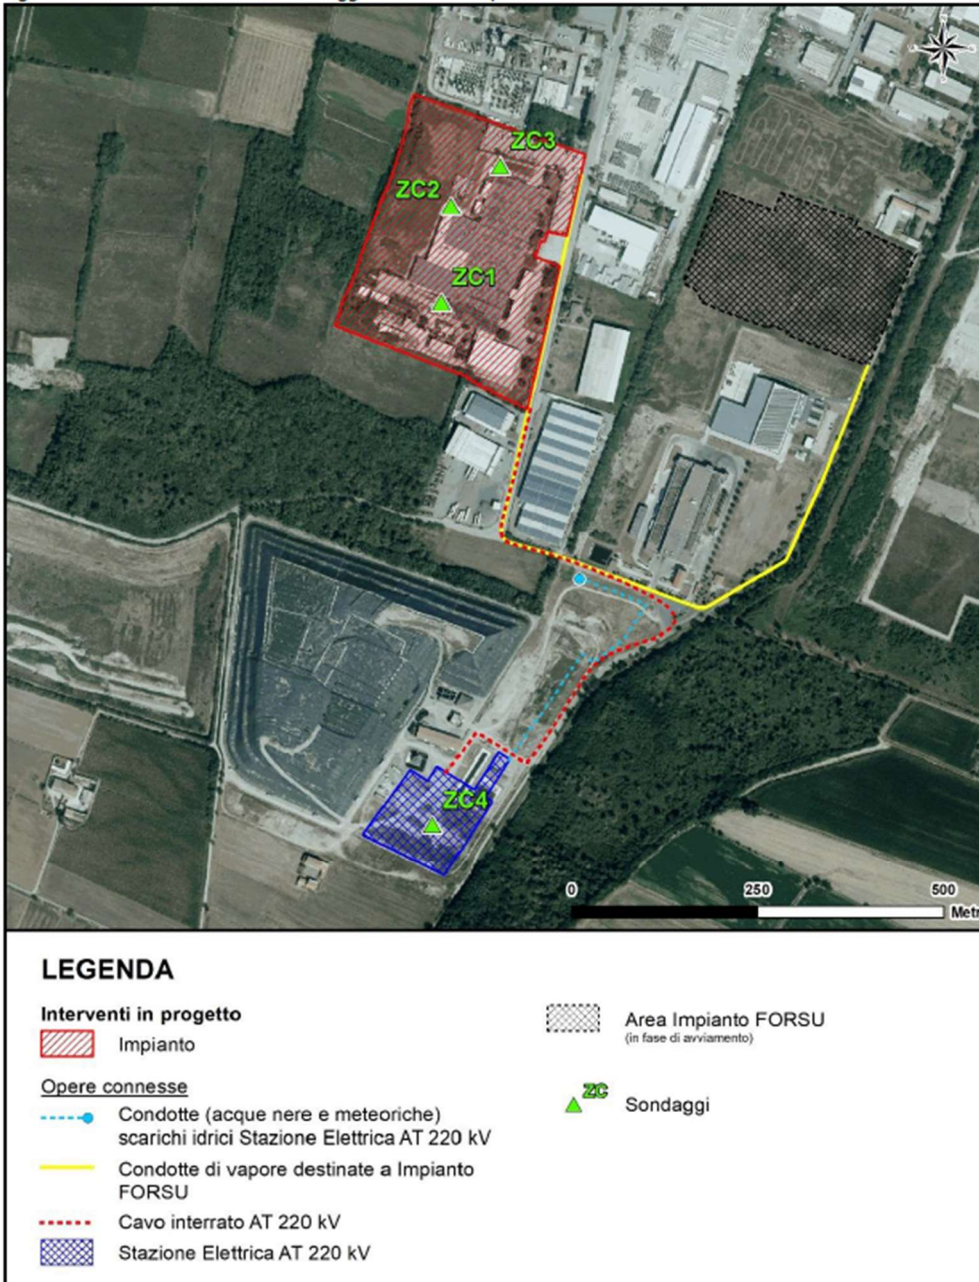 ZC3
ZC2
ZC1
ZC4
0 250 500
Metr
LEGENDA
Interventi in progetto
Impianto
Opere connesse
Condotte (acque nere e meteoriche)
scarichi idrici Stazione Elettrica AT 220 kV
Condotte di vapore destinate a Impianto
FORSU
Cavo interrato AT 220 kV
Stazione Elettrica AT 220 kV
Area Impianto FORSU
(in fase di avviamento)
ZC
Sondaggi